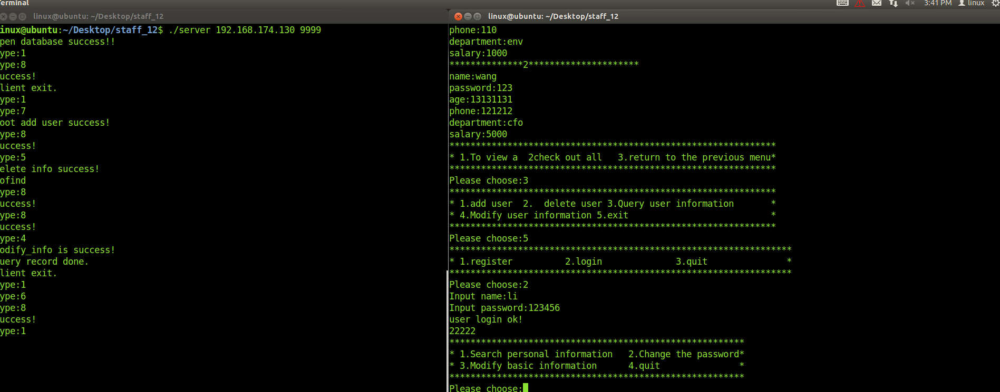 erminal
3:41 PM linux
linux@ubuntu: ~/Desktop/staff_12
inux@ubuntu:~/Desktop/staff_12$ ./server 192.168.174.130 9999
pen database success!!
ype:1
ype:8
uccess!
lient exit.
ype:1
ype:7
oot add user success!
ype:8
uccess!
ype:5
elete info success!
ofind
ype:8
uccess!
ype:8
uccess!
ype:4
odify_info is success!
uery record done.
lient exit.
ype:1
ype:6
ype:8
uccess!
ype:1
linux@ubuntu: ~/Desktop/staff_12
phone:110
department:env
salary:1000
**************2*********************
name:wang
password:123
age:13131131
phone:121212
department:cfo
salary:5000
**************************************************************
* 1.To view a  2check out all   3.return to the previous menu*
**************************************************************
Please choose:3
**************************************************************
* 1.add user  2.  delete user 3.Query user information       *
* 4.Modify user information 5.exit                           *
**************************************************************
Please choose:5
*****************************************************************
* 1.register          2.login              3.quit               *
*****************************************************************
Please choose:2
Input name:li
Input password:123456
user login ok!
22222
********************************************************
* 1.Search personal information   2.Change the password*
* 3.Modify basic information      4.quit               *
********************************************************
Please choose: